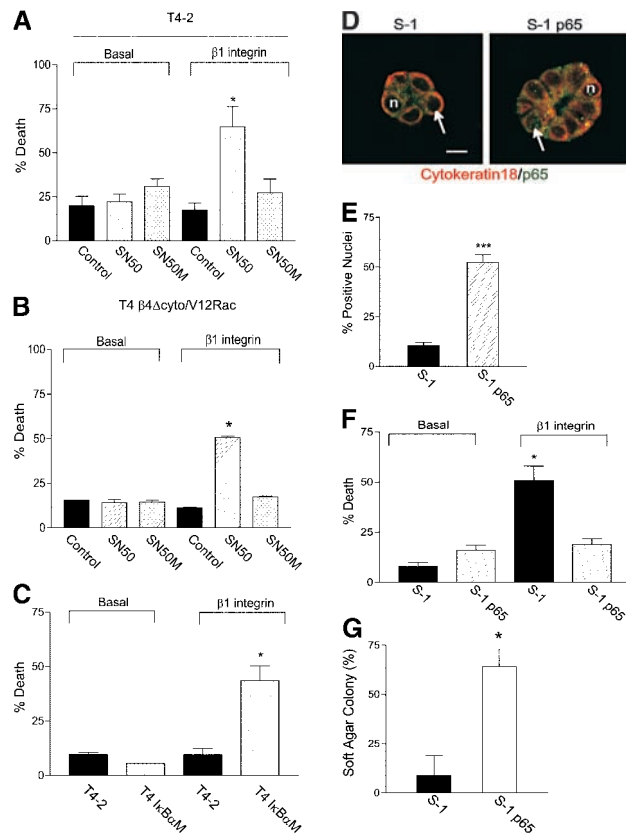 A
T4-2
Basal
β1 integrin
% Death
100
75
50
25
0
*
Control
SN50
SN50M
Control
SN50
SN50M
B
T4 β4Δcyto/V12Rac
Basal
β1 integrin
% Death
100
75
50
25
0
*
Control
SN50
SN50M
Control
SN50
SN50M
C
Basal
β1 integrin
% Death
75
50
25
0
*
T4-2
T4 IκBαM
T4-2
T4 IκBαM
D
S-1
S-1 p65
n
n
Cytokeratin18/p65
E
% Positive Nuclei
75
50
25
0
***
S-1
S-1 p65
F
Basal
β1 integrin
% Death
75
50
25
0
*
S-1
S-1 p65
S-1
S-1 p65
G
Soft Agar Colony (%)
75
50
25
*
S-1
S-1 p65